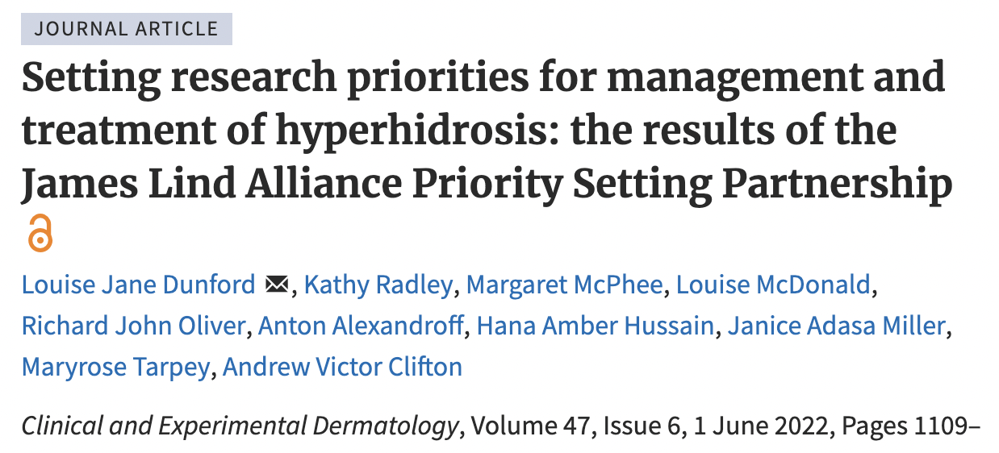 JOURNAL ARTICLE
Setting research priorities for management and
treatment of hyperhidrosis: the results of the
James Lind Alliance Priority Setting Partnership
Louise Jane Dunford , Kathy Radley, Margaret McPhee, Louise McDonald,
Richard John Oliver, Anton Alexandroff, Hana Amber Hussain, Janice Adasa Miller,
Maryrose Tarpey, Andrew Victor Clifton
Clinical and Experimental Dermatology, Volume 47, Issue 6, 1 June 2022, Pages 1109–